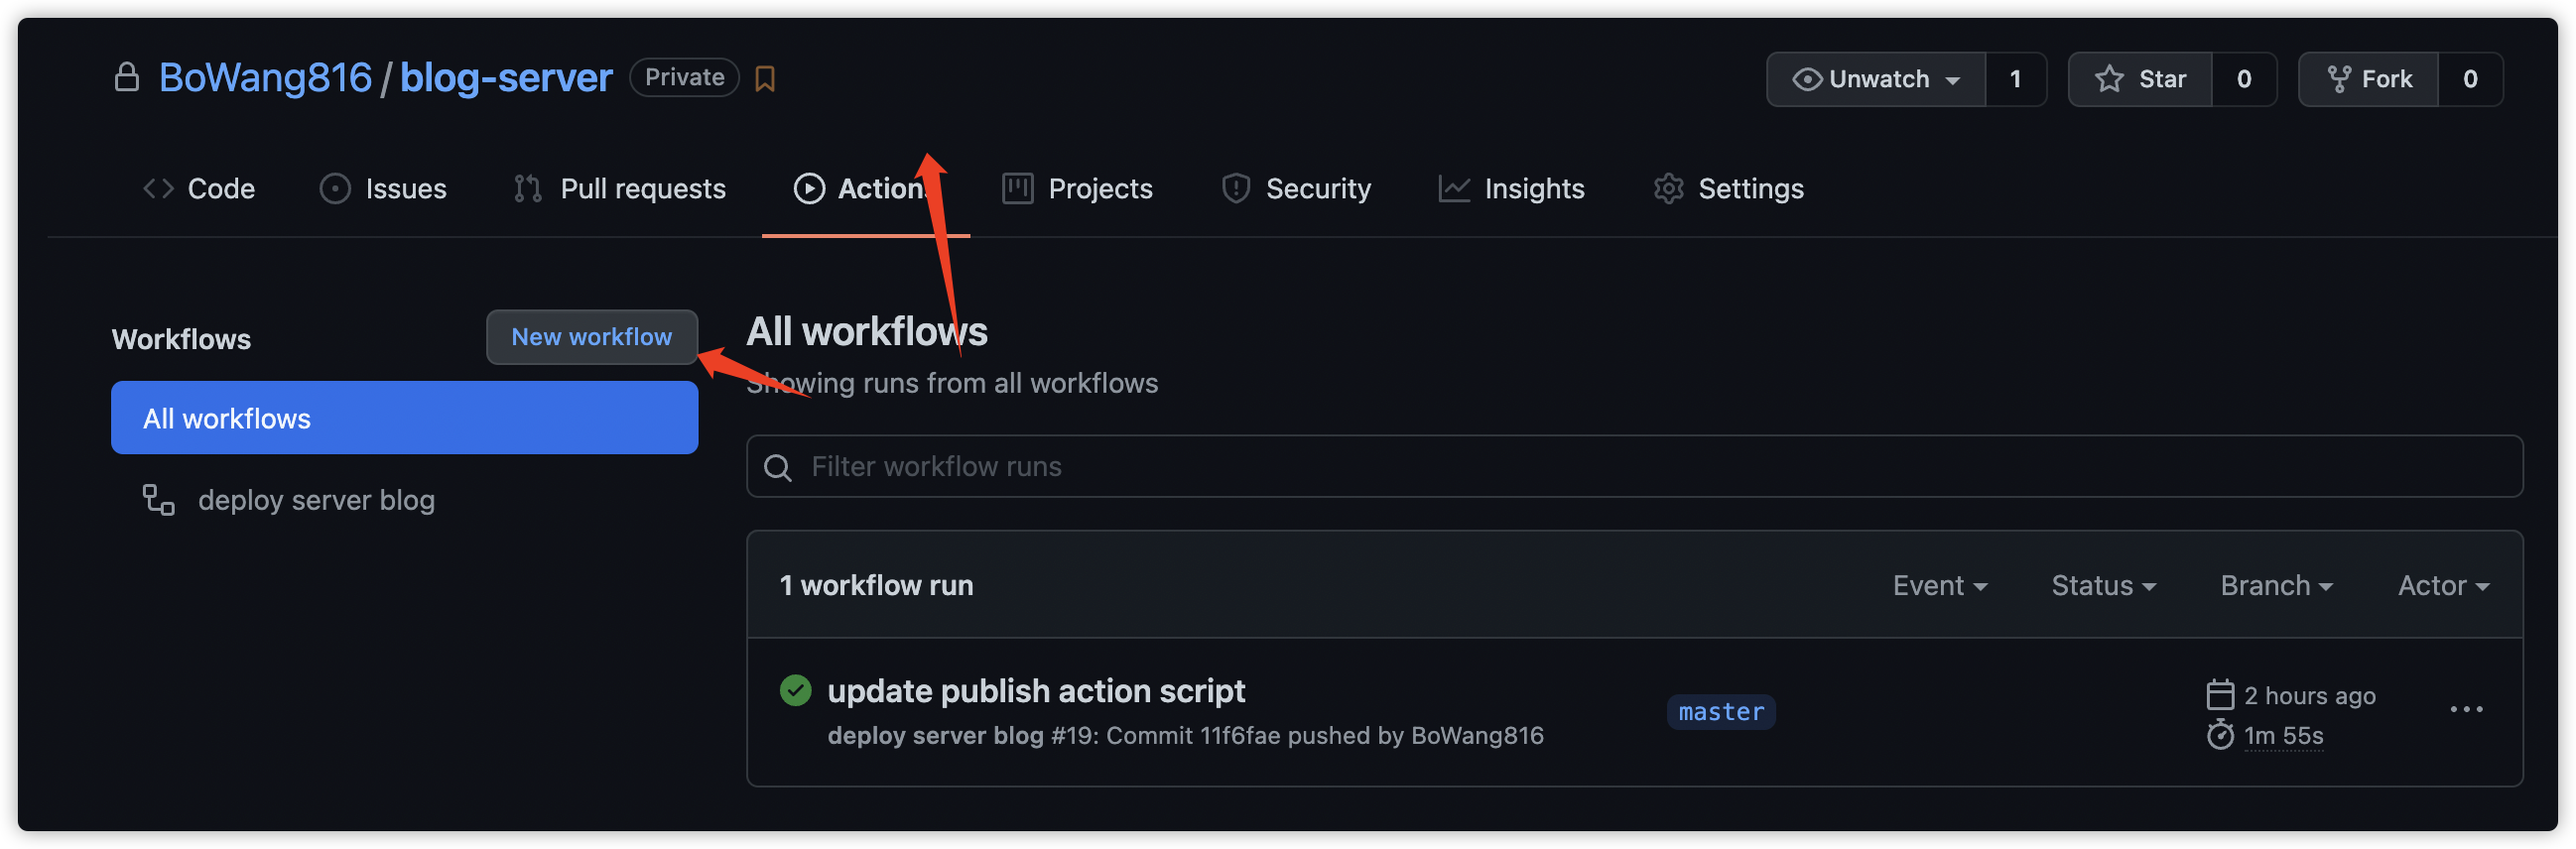 BoWang816 / blog-server Private
Unwatch 1 Star 0 Fork 0
Code Issues Pull requests Actions Projects Security Insights Settings
Workflows
New workflow
All workflows
deploy server blog
All workflows
Showing runs from all workflows
Filter workflow runs
1 workflow run Event Status Branch Actor
update publish action script
deploy server blog #19: Commit 11f6fae pushed by BoWang816
master
2 hours ago
1m 55s